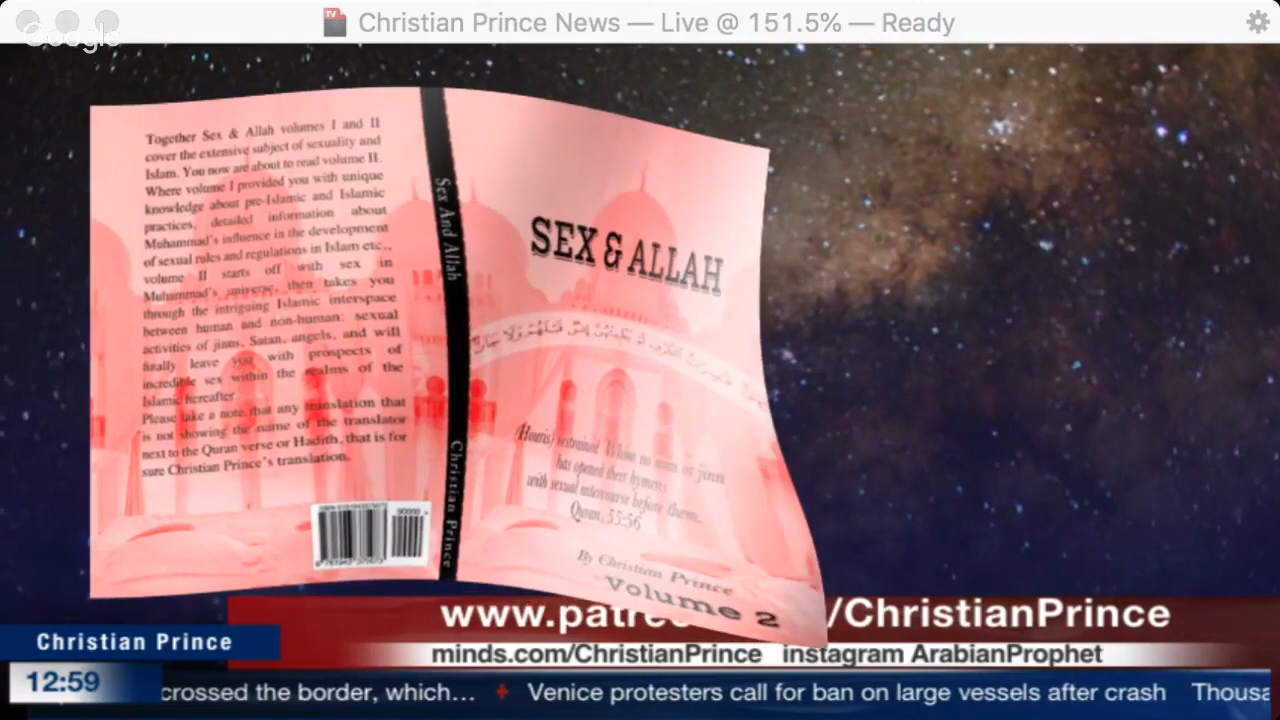 Christian Prince News — Live @ 151.5% — Ready
Google
Together Sex & Allah volumes I and II
cover the extensive subject of sexuality and
Islam. You now are about to read volume II.
Where volume I provided you with unique
knowledge about pre-Islamic and Islamic
practices, detailed information about
Muhammad's influence in the development
of sexual rules and regulations in Islam etc.,
volume II starts off with sex in
Muhammad's universe, then takes you
through the intriguing Islamic interspace
between human and non-human: sexual
activities of jinns, Satan, angels, and will
finally leave you with prospects of
incredible sex within the realms of the
Islamic hereafter.
Please take a note that any translation that
is not showing the name of the translator
next to the Quran verse or Hadith, that is for
sure Christian Prince's translation.
90000 >
Sex And Allah
Christian Prince
SEX & ALLAH
(Houris) restrained Whom no man or jinn
has opened their hymens
with sexual intercourse before them.
Quran, 55:56
By Christian Prince
Volume 2
www.patre /ChristianPrince
minds.com/ChristianPrince instagram ArabianProphet
Christian Prince
12:59
crossed the border, which... Venice protesters call for ban on large vessels after crash Thousa